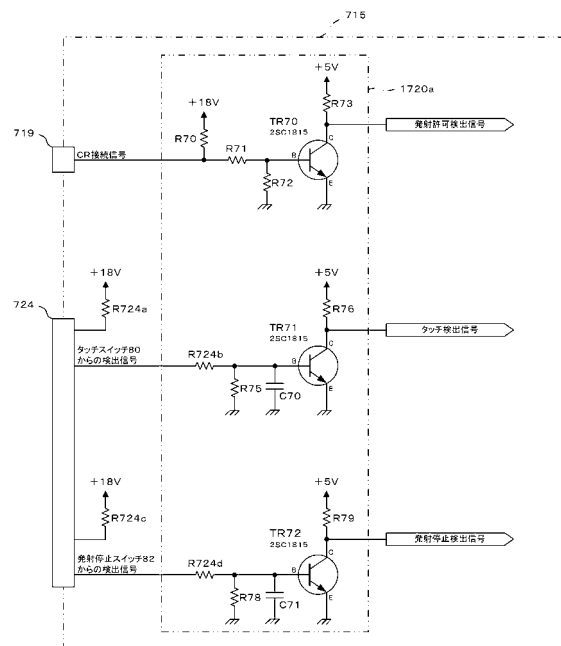 715
+5V
R73
1720a
+18V
TR70
2SC1815
C
発射許可検出信号
719
R70
CR接続信号
R71
B
R72
E
+18V
+5V
724
R724a
R76
TR71
2SC1815
C
タッチ検出信号
タッチスイッチ80
からの検出信号
R724b
B
R75
C70
E
+18V
+5V
R724c
R79
TR72
2SC1815
C
発射停止検出信号
発射停止スイッチ82
からの検出信号
R724d
B
R78
C71
E